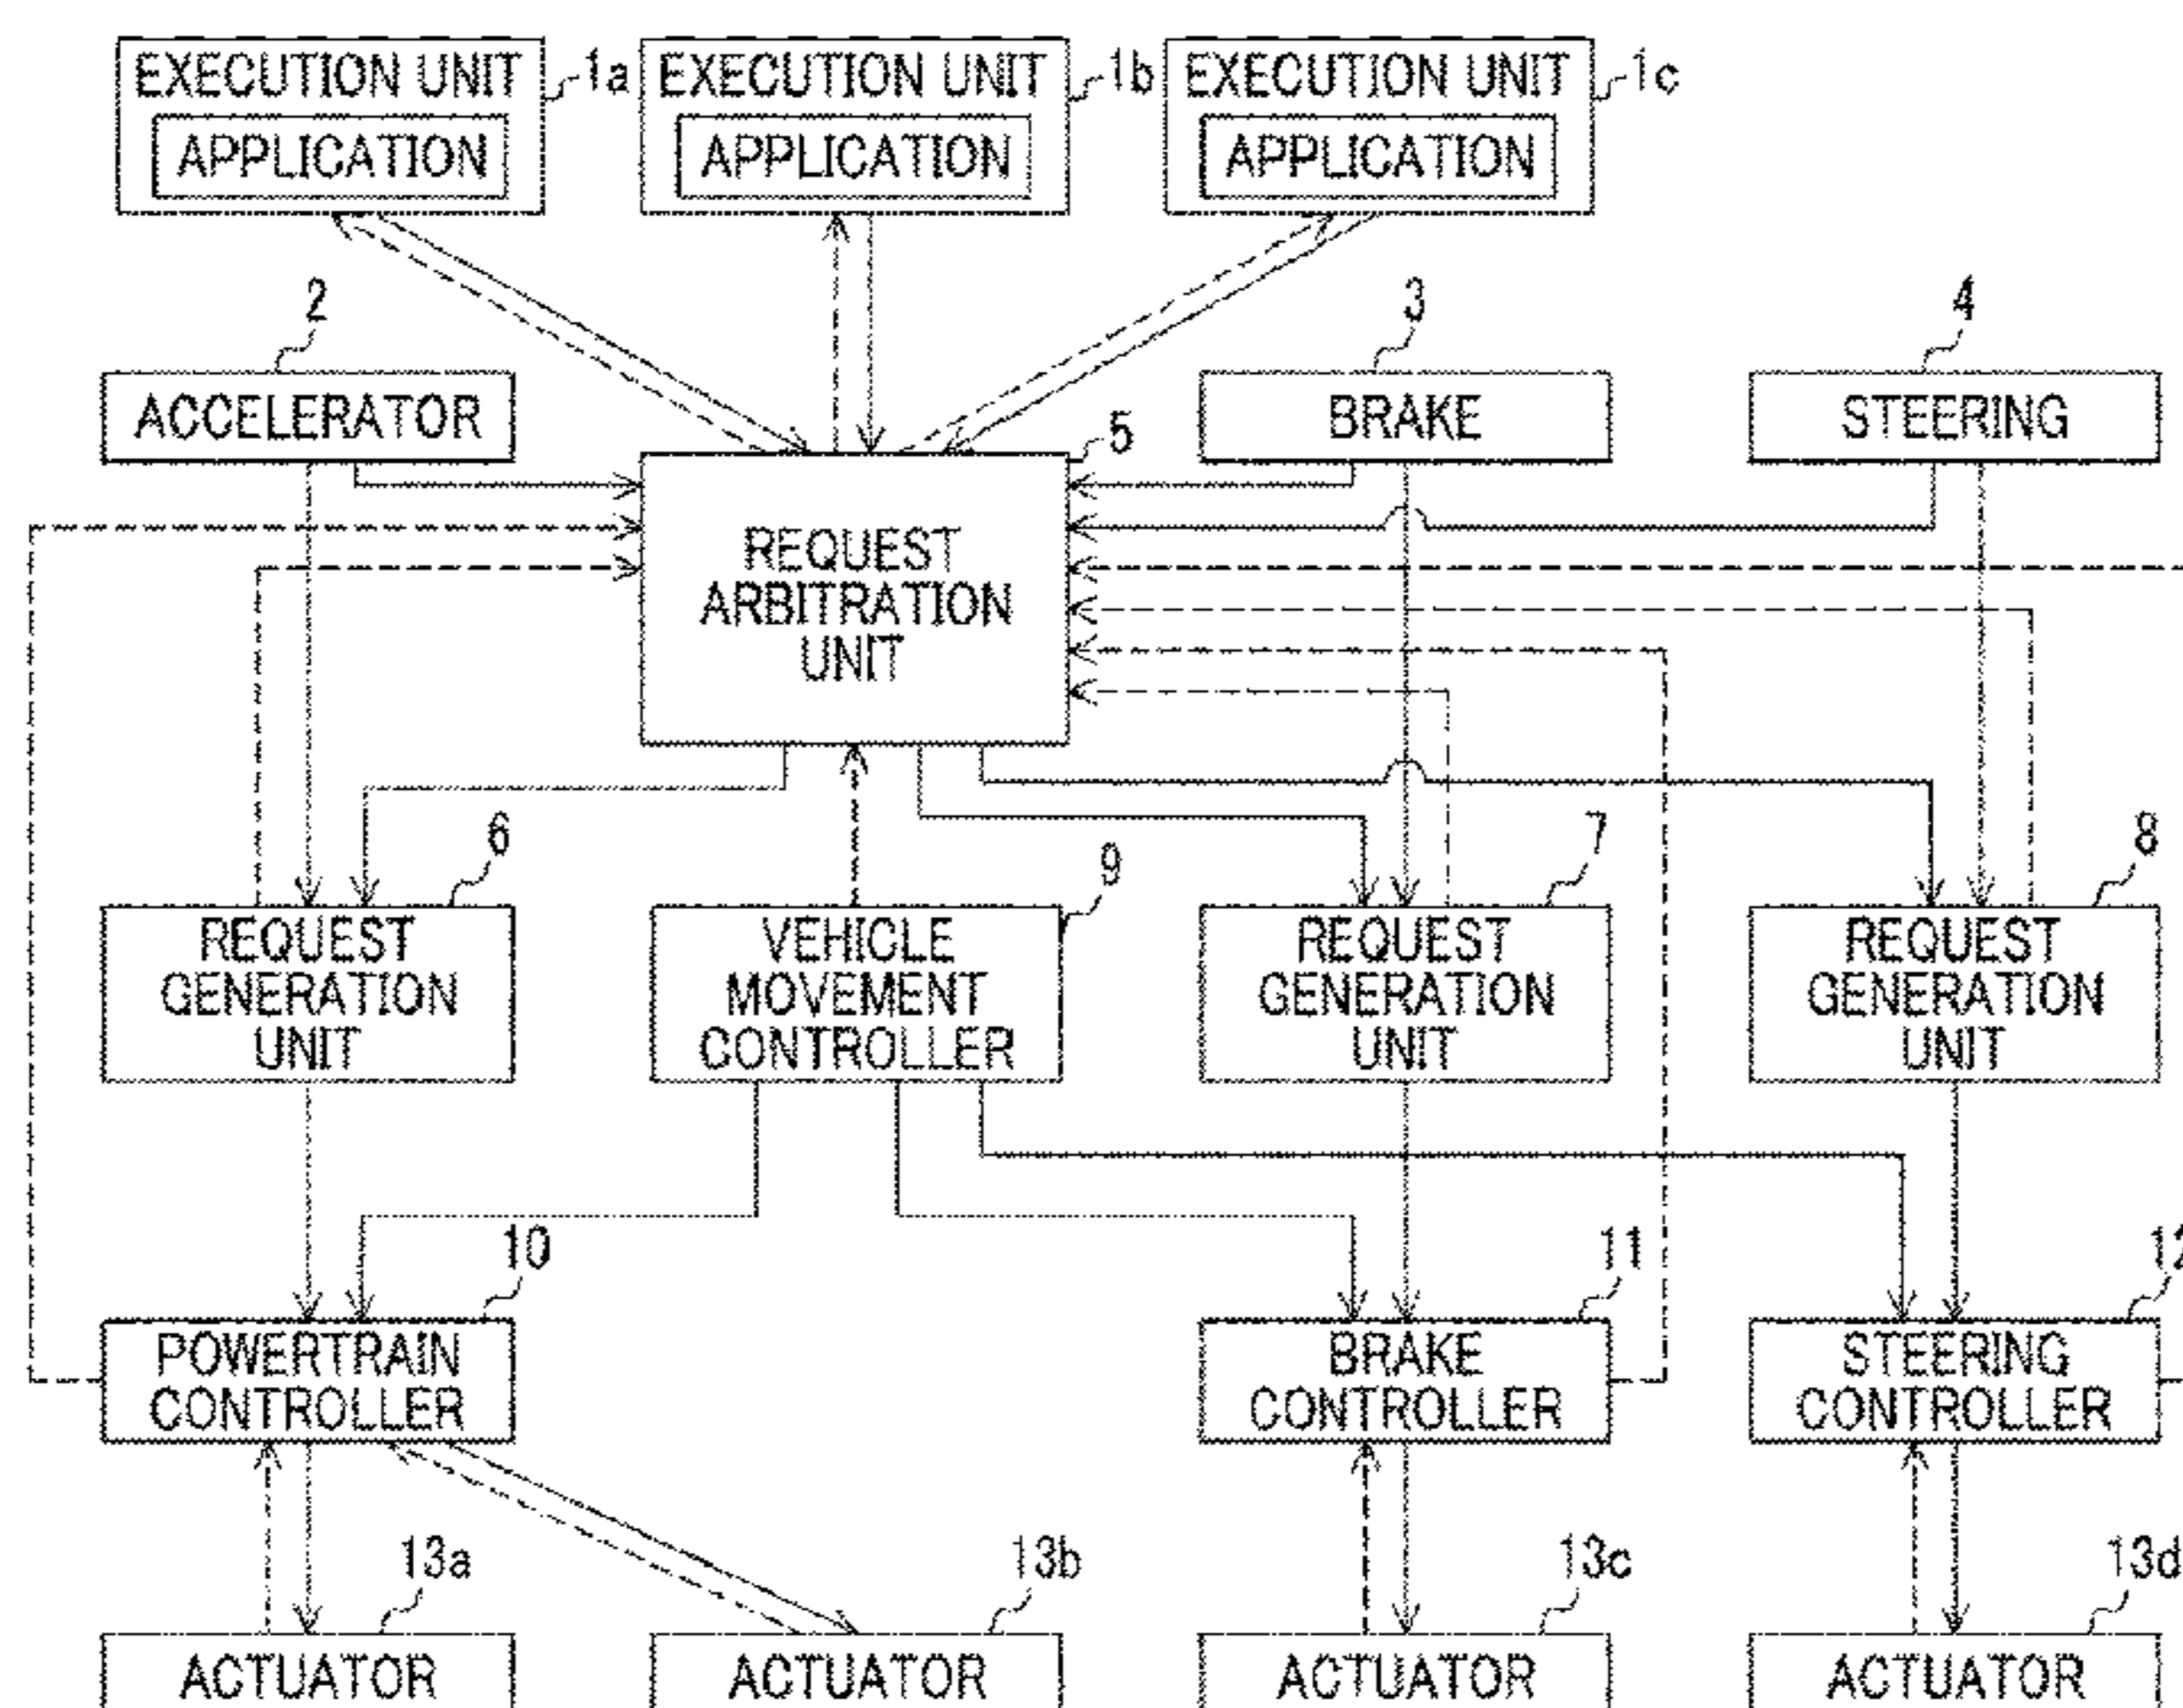 EXECUTION UNIT
APPLICATION
1a
EXECUTION UNIT
APPLICATION
1b
EXECUTION UNIT
APPLICATION
1c
2
ACCELERATOR
3
BRAKE
4
STEERING
5
REQUEST
ARBITRATION
UNIT
6
REQUEST
GENERATION
UNIT
9
VEHICLE
MOVEMENT
CONTROLLER
7
REQUEST
GENERATION
UNIT
8
REQUEST
GENERATION
UNIT
10
POWERTRAIN
CONTROLLER
11
BRAKE
CONTROLLER
12
STEERING
CONTROLLER
13a
ACTUATOR
13b
ACTUATOR
13c
ACTUATOR
13d
ACTUATOR